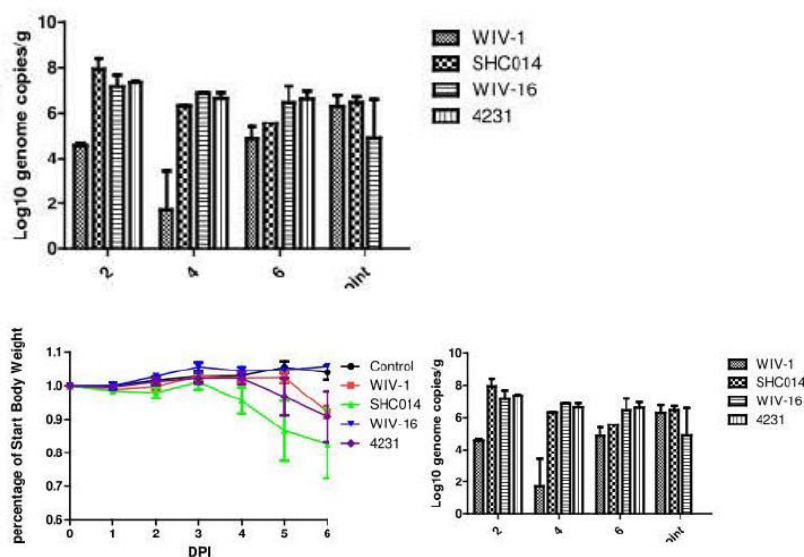 Log10 genome copies/g
10
8
6
4
2
0
2
4
6
oint
WIV-1
SHC014
WIV-16
4231
percentage of Start Body Weight
1.1
1.0
0.9
0.8
0.7
0.6
0
1
2
3
4
5
6
DPI
Control
WIV-1
SHC014
WIV-16
4231
Log10 genome copies/g
10
8
6
4
2
0
2
4
6
oint
WIV-1
SHC014
WIV-16
4231